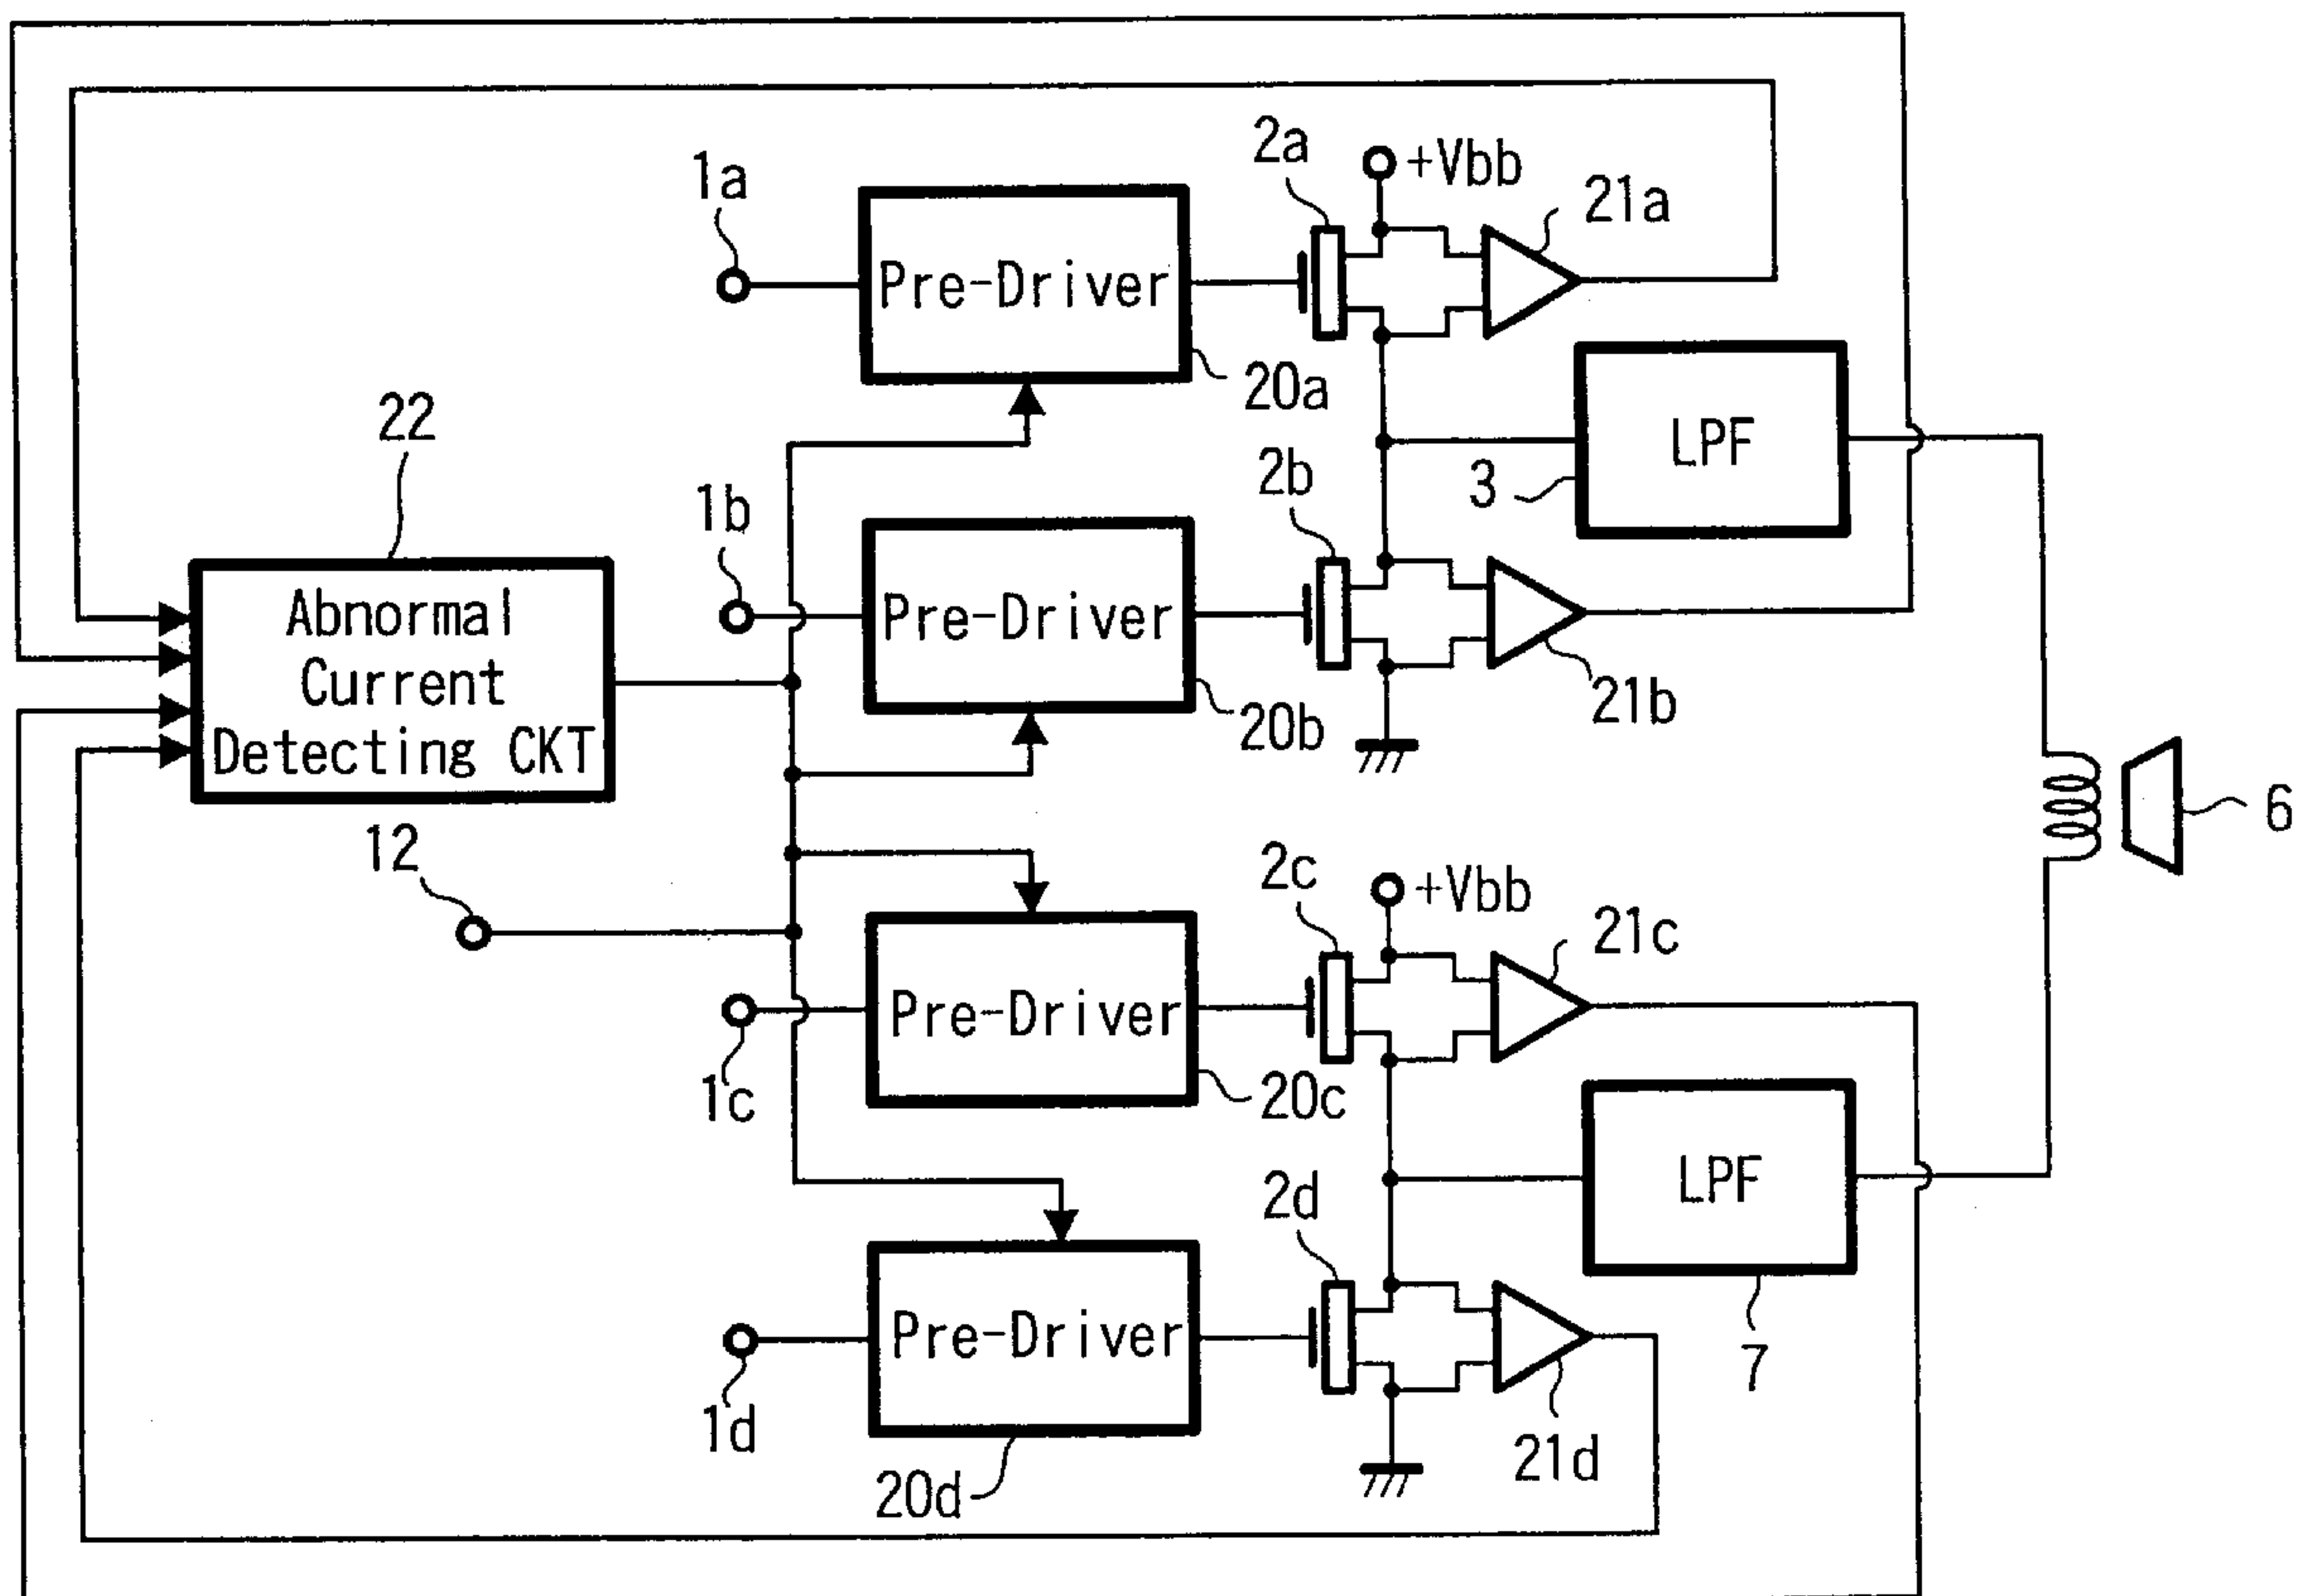 2a
+Vbb
1a
21a
Pre-Driver
20a
LPF
22
3
2b
1b
Abnormal
Current
Detecting CKT
Pre-Driver
21b
20b
6
12
2c
+Vbb
21c
Pre-Driver
1c
20c
LPF
2d
Pre-Driver
7
1d
21d
20d